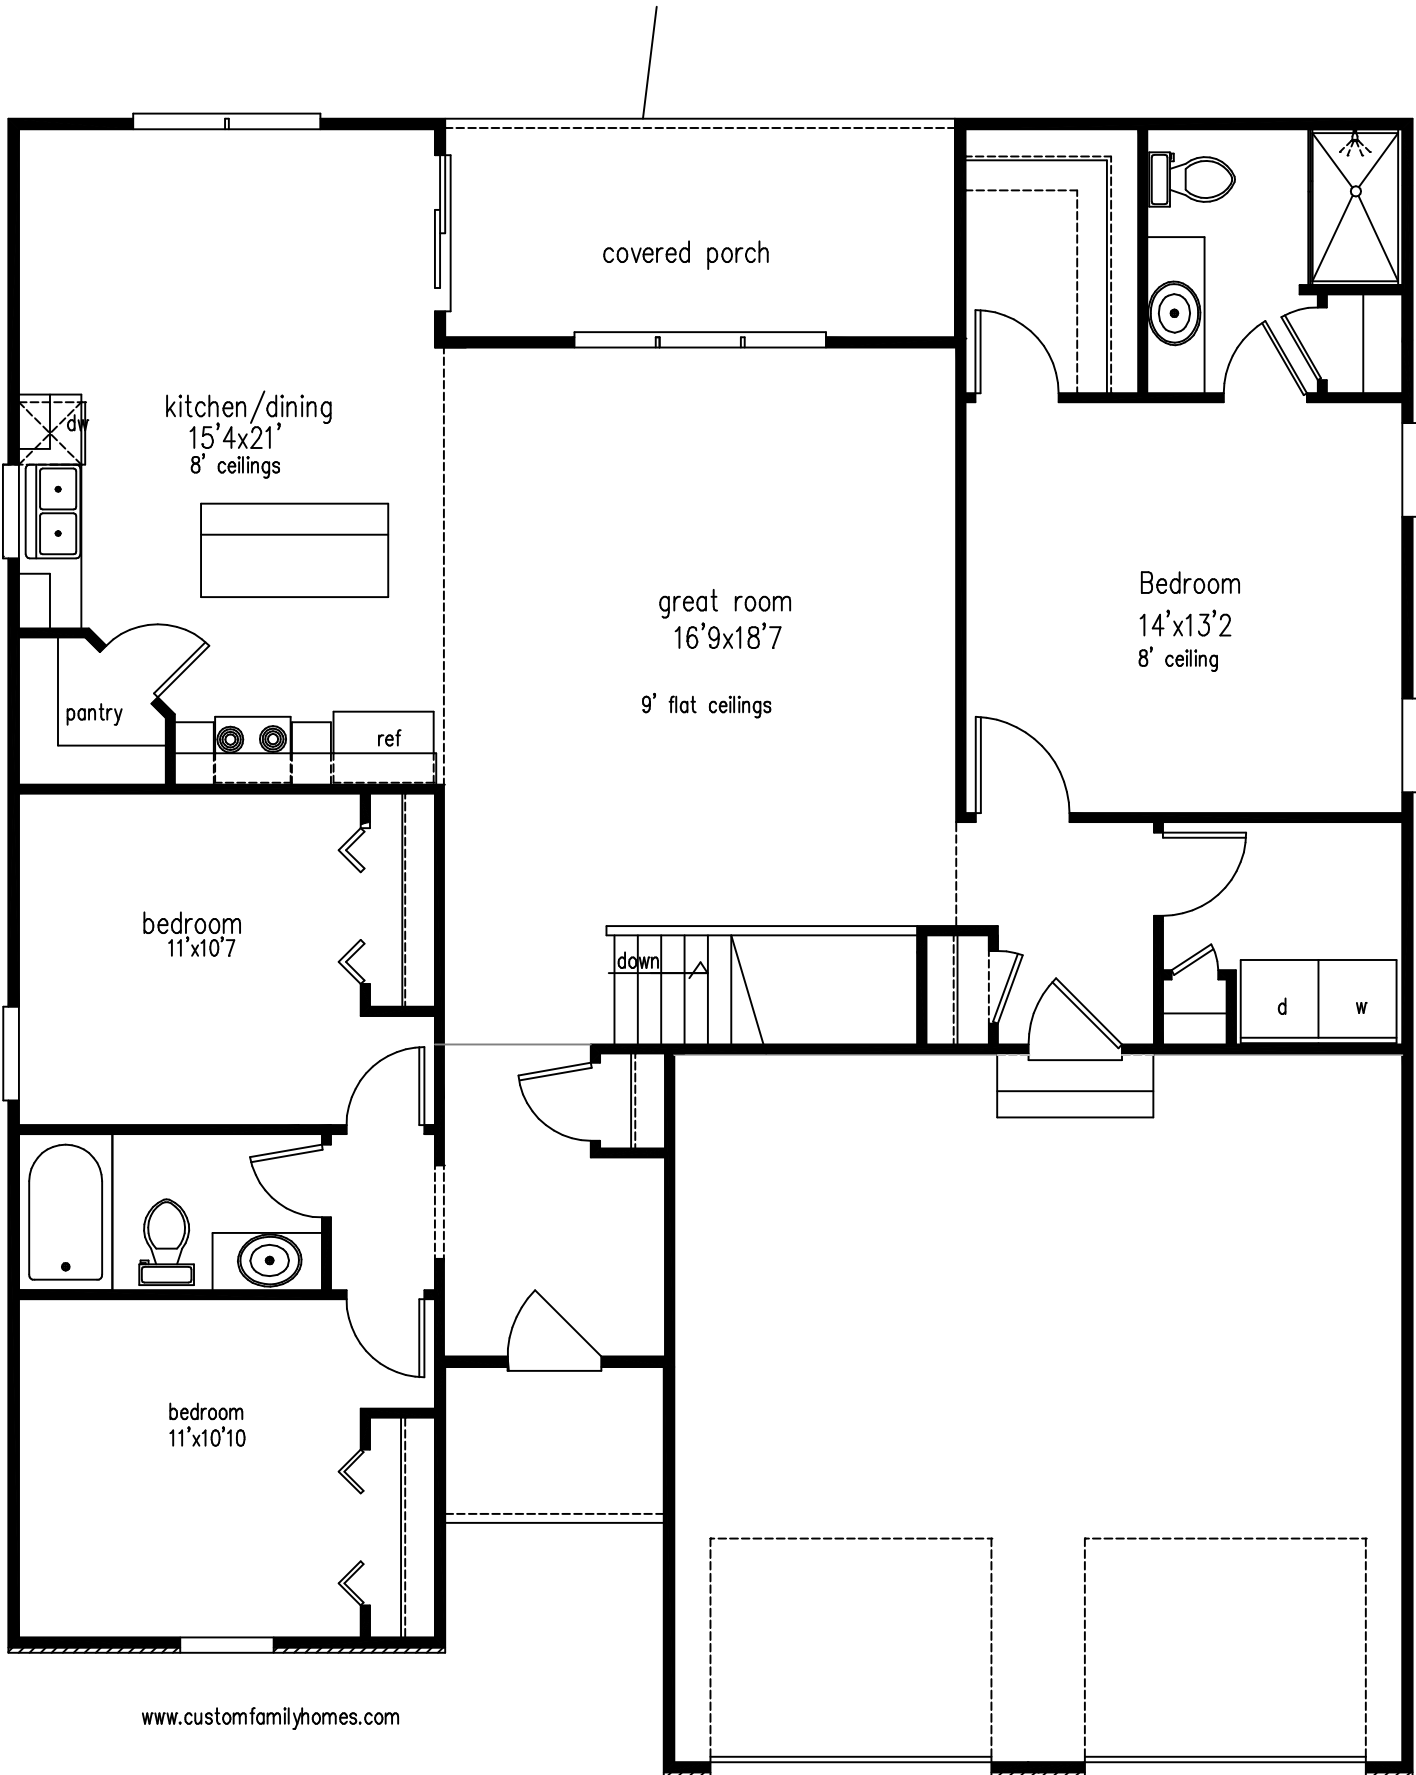 covered porch
kitchen/dining
15'4x21'
8' ceilings
dw
great room
16'9x18'7
9' flat ceilings
Bedroom
14'x13'2
8' ceiling
pantry
ref
bedroom
11'x10'7
down
d
w
bedroom
11'x10'10
www.customfamilyhomes.com